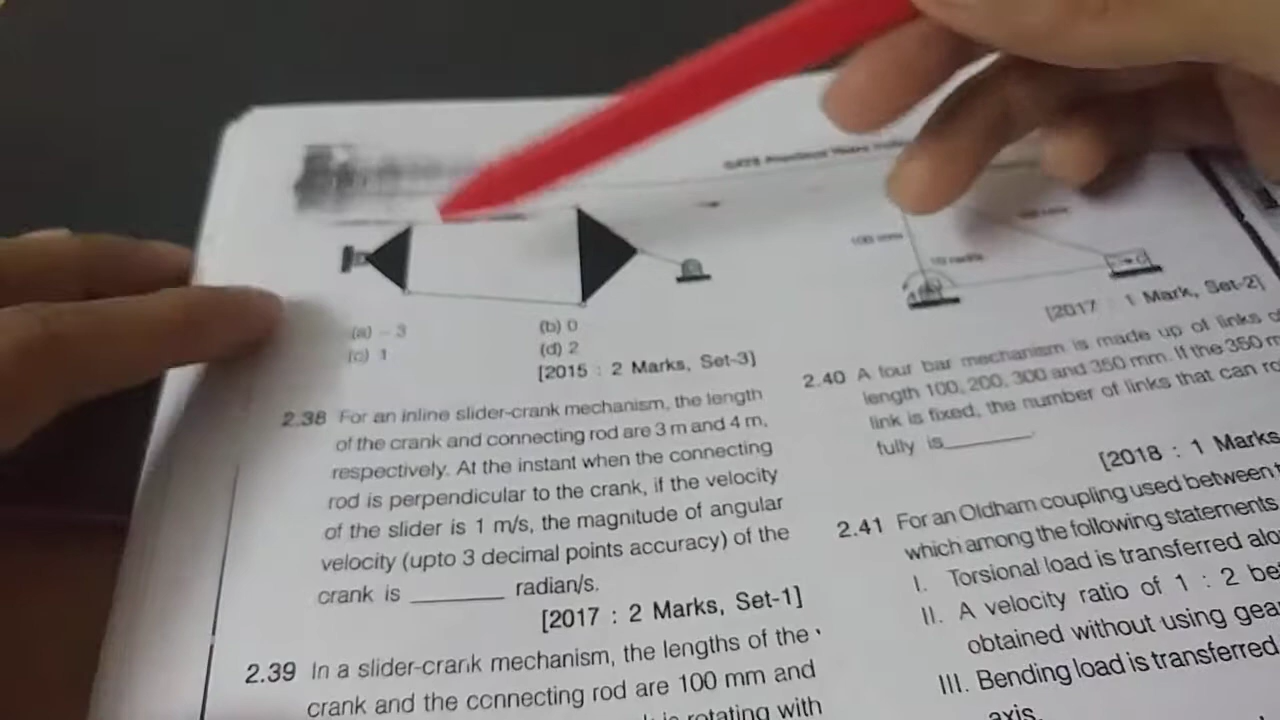 100 mm
(a) – 3
(b) 0
(c) 1
(d) 2
[2015 : 2 Marks, Set-3]
2.38 For an inline slider-crank mechanism, the length
of the crank and connecting rod are 3 m and 4 m,
respectively. At the instant when the connecting
rod is perpendicular to the crank, if the velocity
of the slider is 1 m/s, the magnitude of angular
velocity (upto 3 decimal points accuracy) of the
crank is ________ radian/s.
[2017 : 2 Marks, Set-1]
2.39 In a slider-crank mechanism, the lengths of the
crank and the connecting rod are 100 mm and
is rotating with
[2017 : 1 Mark, Set-2]
2.40 A four bar mechanism is made up of links of
length 100, 200, 300 and 350 mm. If the 350 m
link is fixed, the number of links that can ro
fully is________.
[2018 : 1 Marks,
2.41 For an Oldham coupling used between
which among the following statements
I. Torsional load is transferred alo
II. A velocity ratio of 1 : 2 be
obtained without using gea
III. Bending load is transferred
axis.